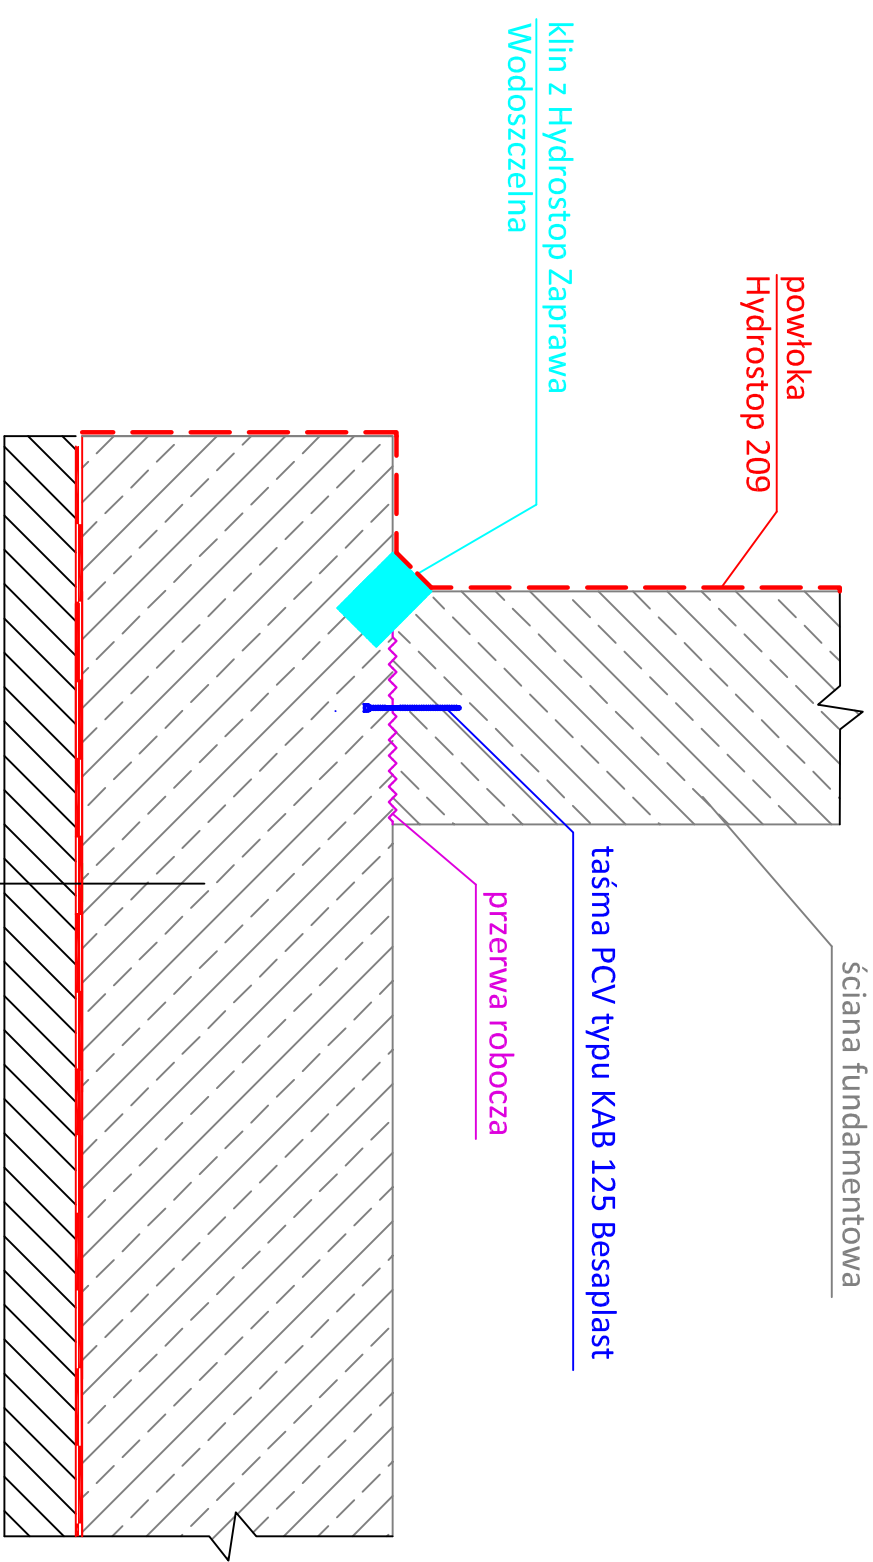 klin z Hydrostop Zaprawa
Wodoszczelna
powłoka
Hydrostop 209
ściana fundamentowa
taśma PCV typu KAB 125 Besaplast
przerwa robocza